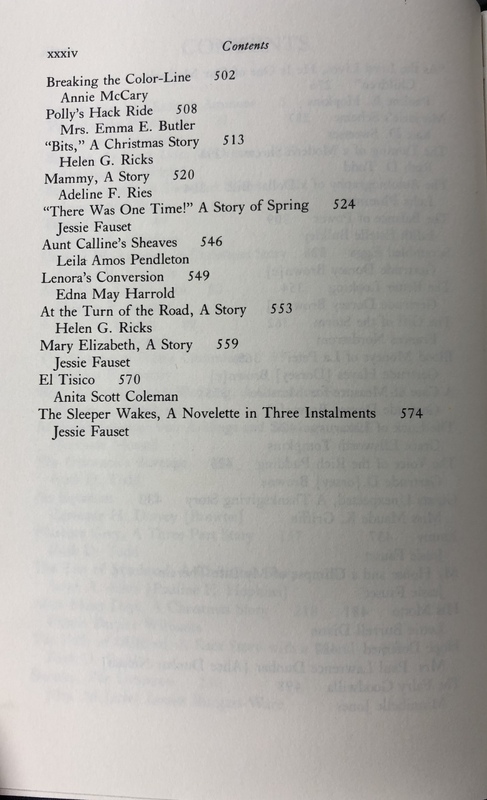 xxxiv Contents
Breaking the Color-Line 502
Annie McCary
Polly's Hack Ride 508
Mrs. Emma E. Butler
"Bits," A Christmas Story 513
Helen G. Ricks
Mammy, A Story 520
Adeline F. Ries
"There Was One Time!" A Story of Spring 524
Jessie Fauset
Aunt Calline's Sheaves 546
Leila Amos Pendleton
Lenora's Conversion 549
Edna May Harrold
At the Turn of the Road, A Story 553
Helen G. Ricks
Mary Elizabeth, A Story 559
Jessie Fauset
El Tisico 570
Anita Scott Coleman
The Sleeper Wakes, A Novelette in Three Instalments 574
Jessie Fauset